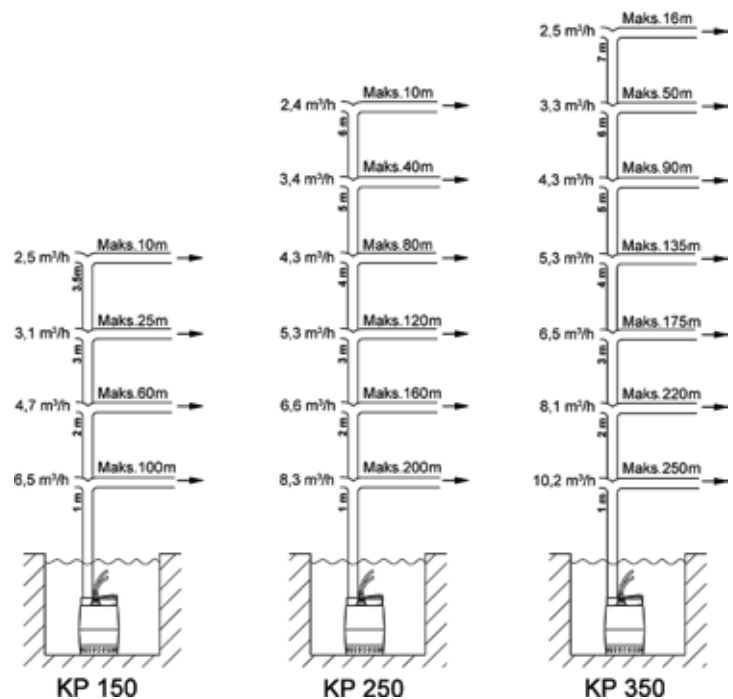 2,5 m³/h
Maks.10m
3,5m
3,1 m³/h
Maks.25m
3 m
4,7 m³/h
Maks.60m
2 m
6,5 m³/h
Maks.100m
1 m
KP 150
2,4 m³/h
Maks.10m
6 m
3,4 m³/h
Maks.40m
5 m
4,3 m³/h
Maks.80m
4 m
5,3 m³/h
Maks.120m
3 m
6,6 m³/h
Maks.160m
2 m
8,3 m³/h
Maks.200m
1 m
KP 250
2,5 m³/h
Maks.16m
7 m
3,3 m³/h
Maks.50m
6 m
4,3 m³/h
Maks.90m
5 m
5,3 m³/h
Maks.135m
4 m
6,5 m³/h
Maks.175m
3 m
8,1 m³/h
Maks.220m
2 m
10,2 m³/h
Maks.250m
1 m
KP 350